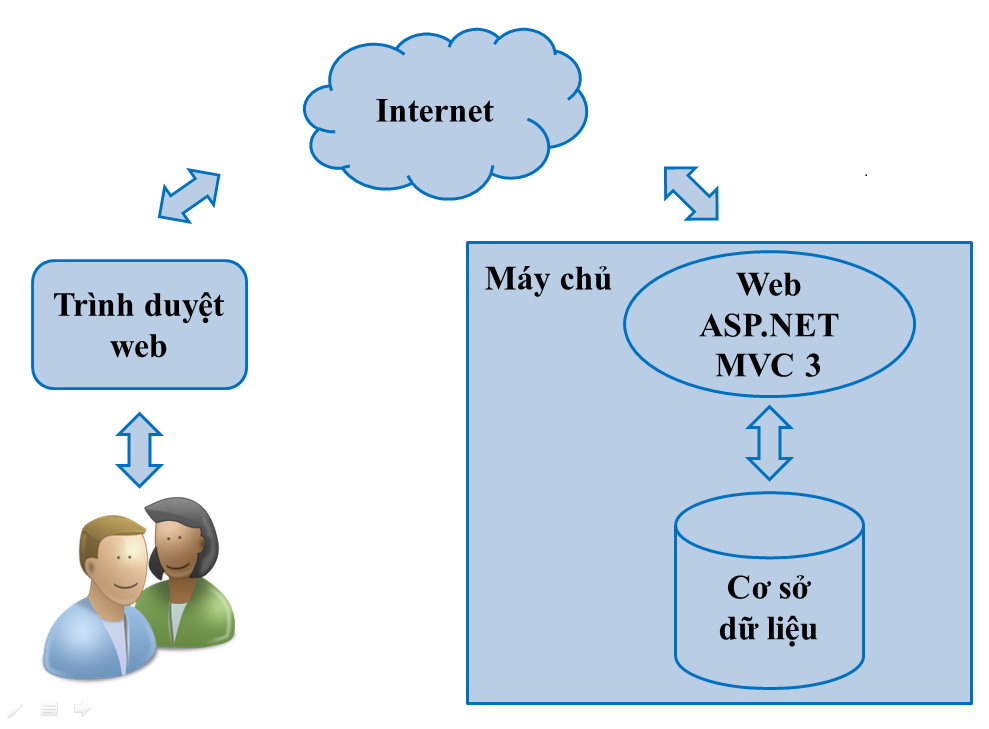 Internet
Trình duyệt
web
Máy chủ
Web
ASP.NET
MVC 3
Cơ sở
dữ liệu